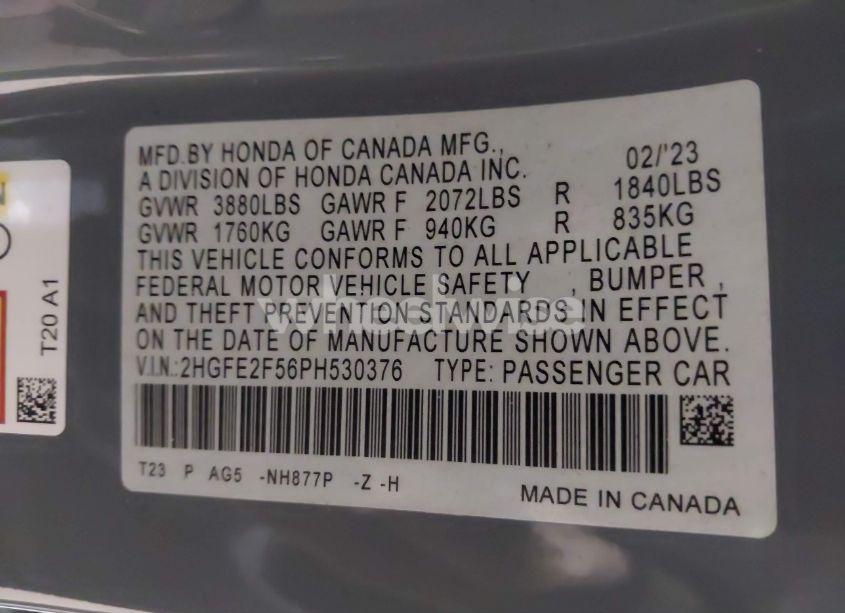 MFD.BY HONDA OF CANADA MFG., 02/'23
A DIVISION OF HONDA CANADA INC.
GVWR 3880LBS GAWR F 2072LBS R 1840LBS
GVWR 1760KG GAWR F 940KG R 835KG
THIS VEHICLE CONFORMS TO ALL APPLICABLE
FEDERAL MOTOR VEHICLE SAFETY , BUMPER ,
AND THEFT PREVENTION STANDARDS IN EFFECT
ON THE DATE OF MANUFACTURE SHOWN ABOVE.
V.I.N.:2HGFE2F56PH530376 TYPE: PASSENGER CAR
T23 P AG5 -NH877P -Z -H
MADE IN CANADA
T20 A1
wheelwise